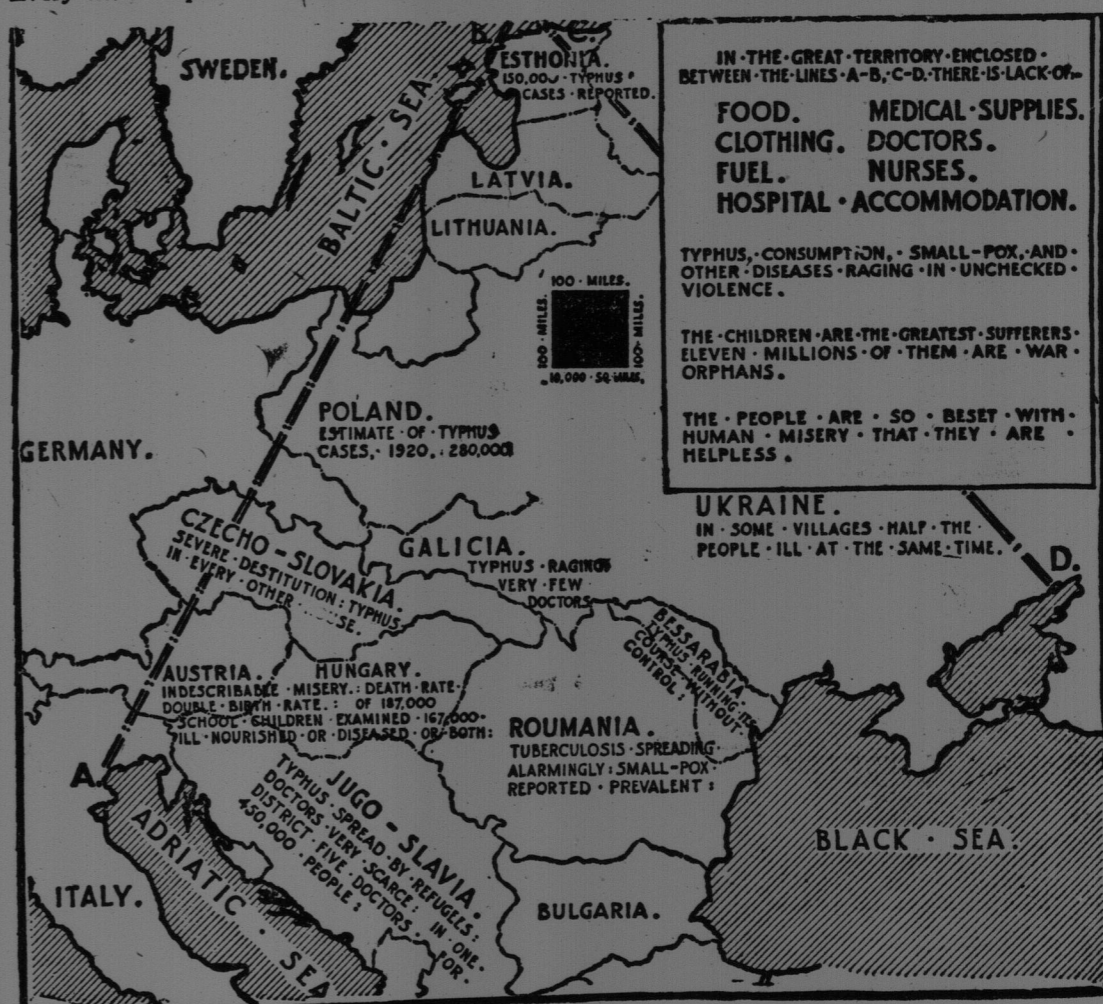 SWEDEN.
BALTIC · SEA.
ESTHONIA.
150,000 · TYPHUS ·
CASES · REPORTED.
LATVIA.
LITHUANIA.
IN · THE · GREAT · TERRITORY · ENCLOSED ·
BETWEEN · THE · LINES · A-B, · C-D. THERE · IS · LACK · OF:-
FOOD. MEDICAL · SUPPLIES.
CLOTHING. DOCTORS.
FUEL. NURSES.
HOSPITAL · ACCOMMODATION.
TYPHUS, · CONSUMPTION, · SMALL-POX, · AND ·
OTHER · DISEASES · RAGING · IN · UNCHECKED ·
VIOLENCE.
THE · CHILDREN · ARE · THE · GREATEST · SUFFERERS ·
ELEVEN · MILLIONS · OF · THEM · ARE · WAR ·
ORPHANS.
THE · PEOPLE · ARE · SO · BESET · WITH ·
HUMAN · MISERY · THAT · THEY · ARE ·
HELPLESS.
100 · MILES.
100 · MILES.
100 · MILES.
10,000 · SQ · MILES.
GERMANY.
POLAND.
ESTIMATE · OF · TYPHUS
CASES, · 1920, : 280,000
UKRAINE.
IN · SOME · VILLAGES · HALF · THE ·
PEOPLE · ILL · AT · THE · SAME · TIME.
D.
CZECHO - SLOVAKIA.
SEVERE · DESTITUTION : TYPHUS
IN · EVERY · OTHER
GALICIA.
TYPHUS · RAGING
VERY · FEW
DOCTORS
BESSARABIA
TYPHUS · RUNNING · ITS
COURSE · WITHOUT ·
CONTROL :
AUSTRIA. HUNGARY.
INDESCRIBABLE · MISERY. : DEATH · RATE ·
DOUBLE · BIRTH · RATE. : OF 187,000
SCHOOL · CHILDREN · EXAMINED · 167,000 ·
ILL · NOURISHED · OR · DISEASED · OR · BOTH :
ROUMANIA.
TUBERCULOSIS · SPREADING ·
ALARMINGLY : SMALL-POX ·
REPORTED · PREVALENT :
A.
JUGO - SLAVIA.
TYPHUS · SPREAD · BY · REFUGEES :
DOCTORS · VERY · SCARCE : IN · ONE ·
DISTRICT · FIVE · DOCTORS · FOR ·
450,000 · PEOPLE :
ADRIATIC · SEA
ITALY.
BULGARIA.
BLACK · SEA.